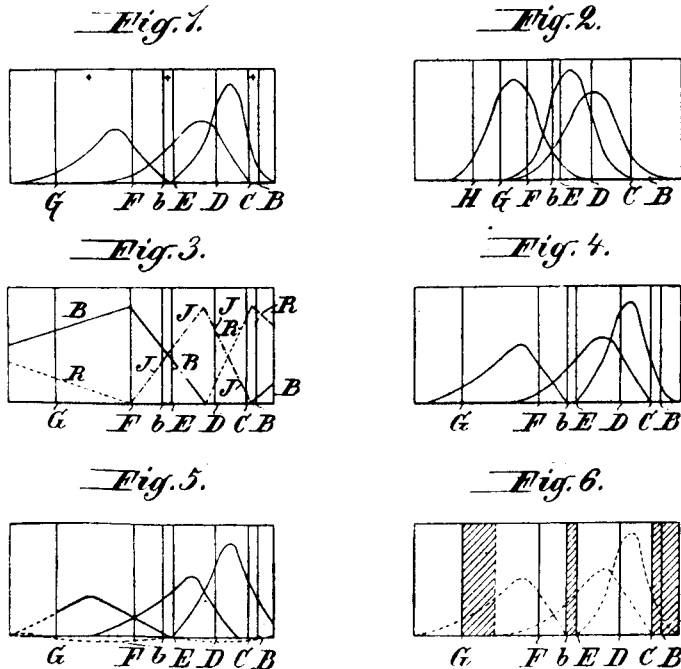 Fig. 1.
G F b E D C B
Fig. 2.
H G F b E D C B
Fig. 3.
B J J R
R J B R J B
G F b E D C B
Fig. 4.
G F b E D C B
Fig. 5.
G F b E D C B
Fig. 6.
G F b E D C B